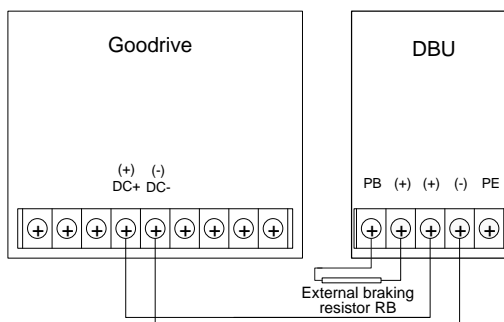 Goodrive
DBU
(+) (-)
DC+ DC-
PB (+) (+) (-) PE
External braking
resistor RB